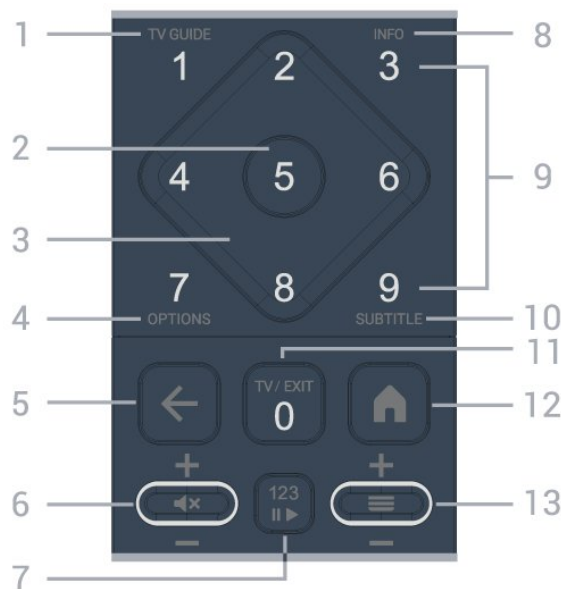 1 TV GUIDE INFO 8
1 2 3
2 4 5 6 9
3
7 8 9
4 OPTIONS SUBTITLE 10
11
5 TV / EXIT 12
0
+ +
6 123 13
− −
7